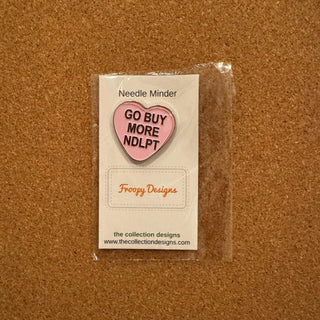 Needle Minder
GO BUY
MORE
NDLPT
Froopy Designs
the collection designs
www.thecollectiondesigns.com